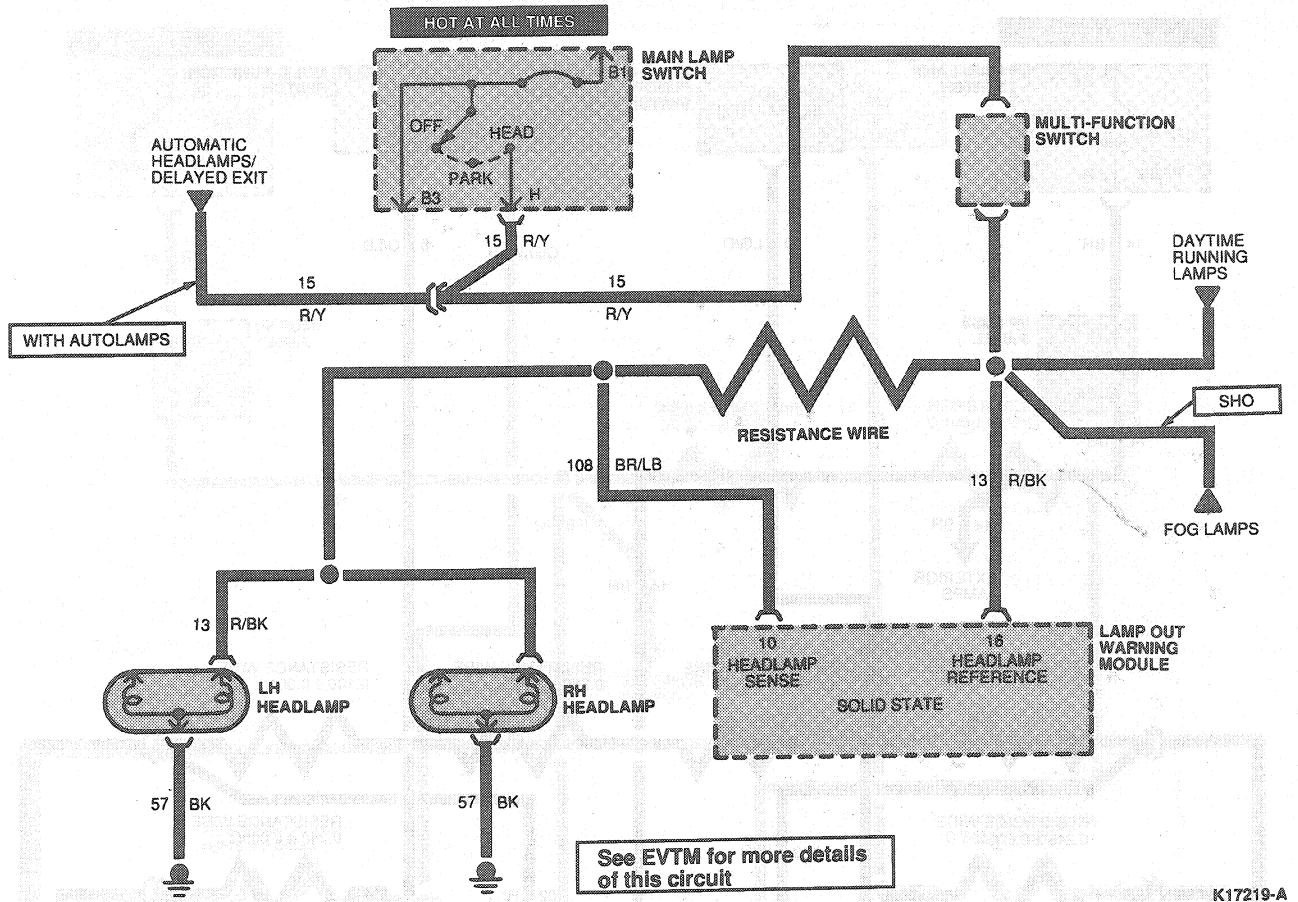 HOT AT ALL TIMES
MAIN LAMP
SWITCH
B1
OFF
HEAD
PARK
B3
H
MULTI-FUNCTION
SWITCH
AUTOMATIC
HEADLAMPS/
DELAYED EXIT
15 R/Y
DAYTIME
RUNNING
LAMPS
15
R/Y
15
R/Y
WITH AUTOLAMPS
SHO
RESISTANCE WIRE
108 BR/LB
13 R/BK
FOG LAMPS
13 R/BK
10
HEADLAMP
SENSE
16
HEADLAMP
REFERENCE
SOLID STATE
LAMP OUT
WARNING
MODULE
LH
HEADLAMP
RH
HEADLAMP
57 BK
57 BK
See EVTM for more details
of this circuit
K17219-A